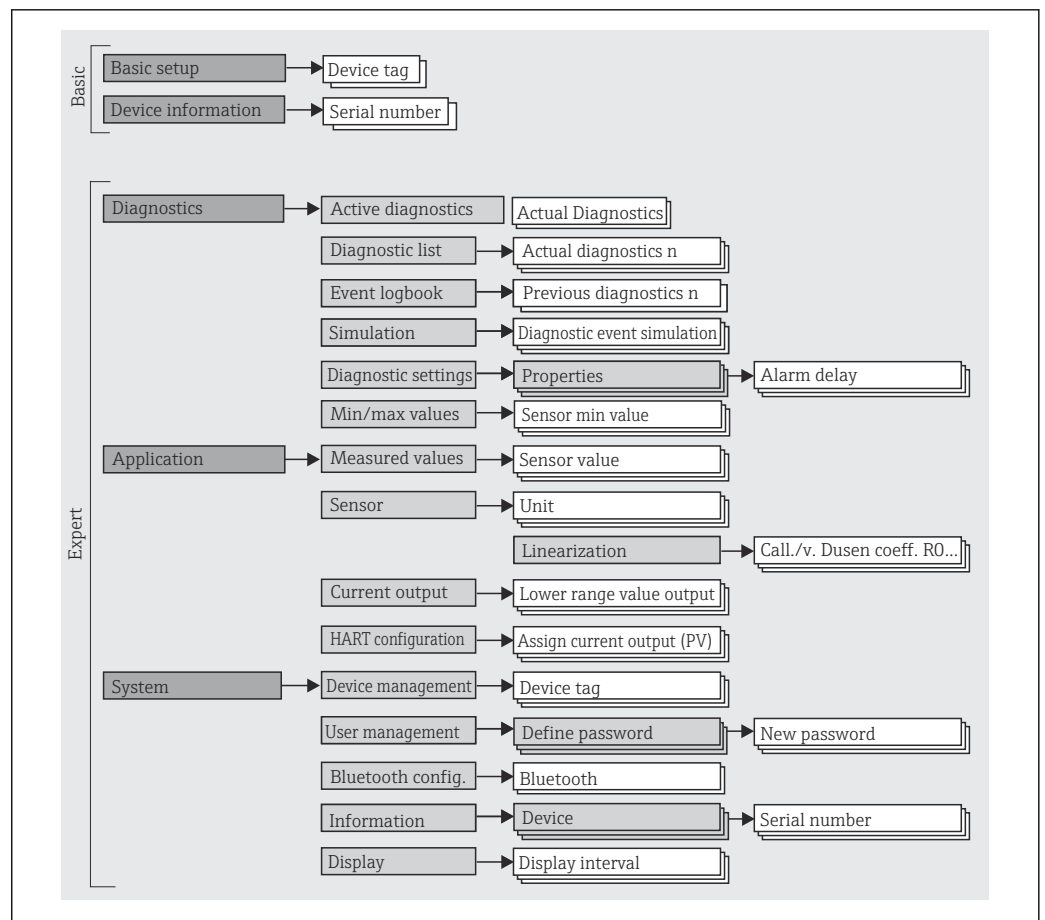 Basic
Basic setup Device tag
Device information Serial number
Expert
Diagnostics Active diagnostics Actual Diagnostics
Diagnostic list Actual diagnostics n
Event logbook Previous diagnostics n
Simulation Diagnostic event simulation
Diagnostic settings Properties Alarm delay
Min/max values Sensor min value
Application Measured values Sensor value
Sensor Unit
Linearization Call./v. Dusen coeff. R0...
Current output Lower range value output
HART configuration Assign current output (PV)
System Device management Device tag
User management Define password New password
Bluetooth config. Bluetooth
Information Device Serial number
Display Display interval